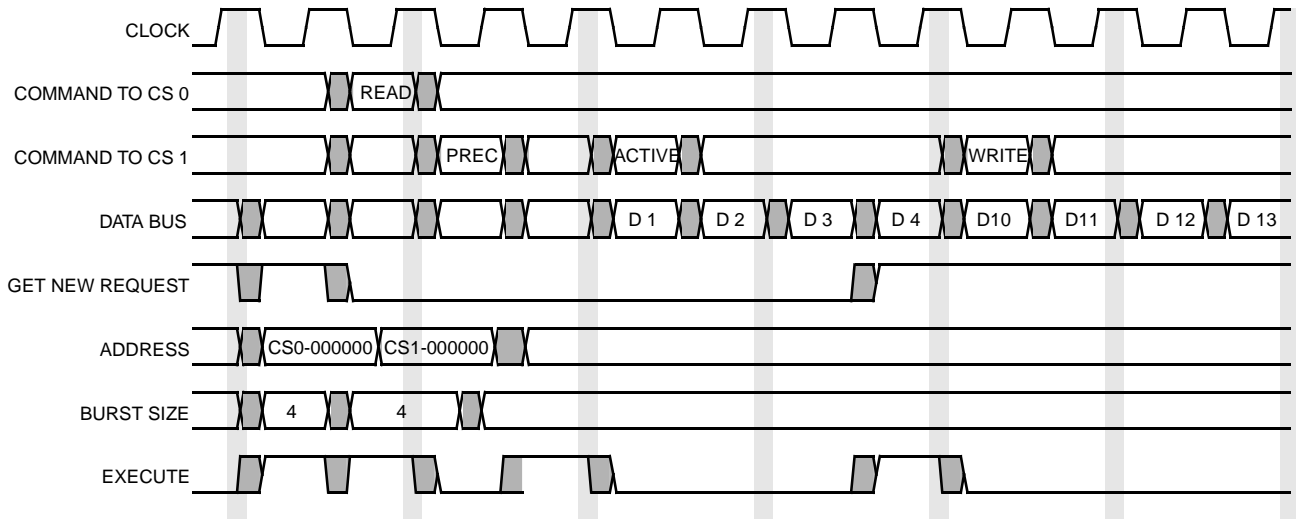 CLOCK
COMMAND TO CS 0 READ
COMMAND TO CS 1 PREC ACTIVE WRITE
DATA BUS D 1 D 2 D 3 D 4 D10 D11 D 12 D 13
GET NEW REQUEST
ADDRESS CS0-000000 CS1-000000
BURST SIZE 4 4
EXECUTE